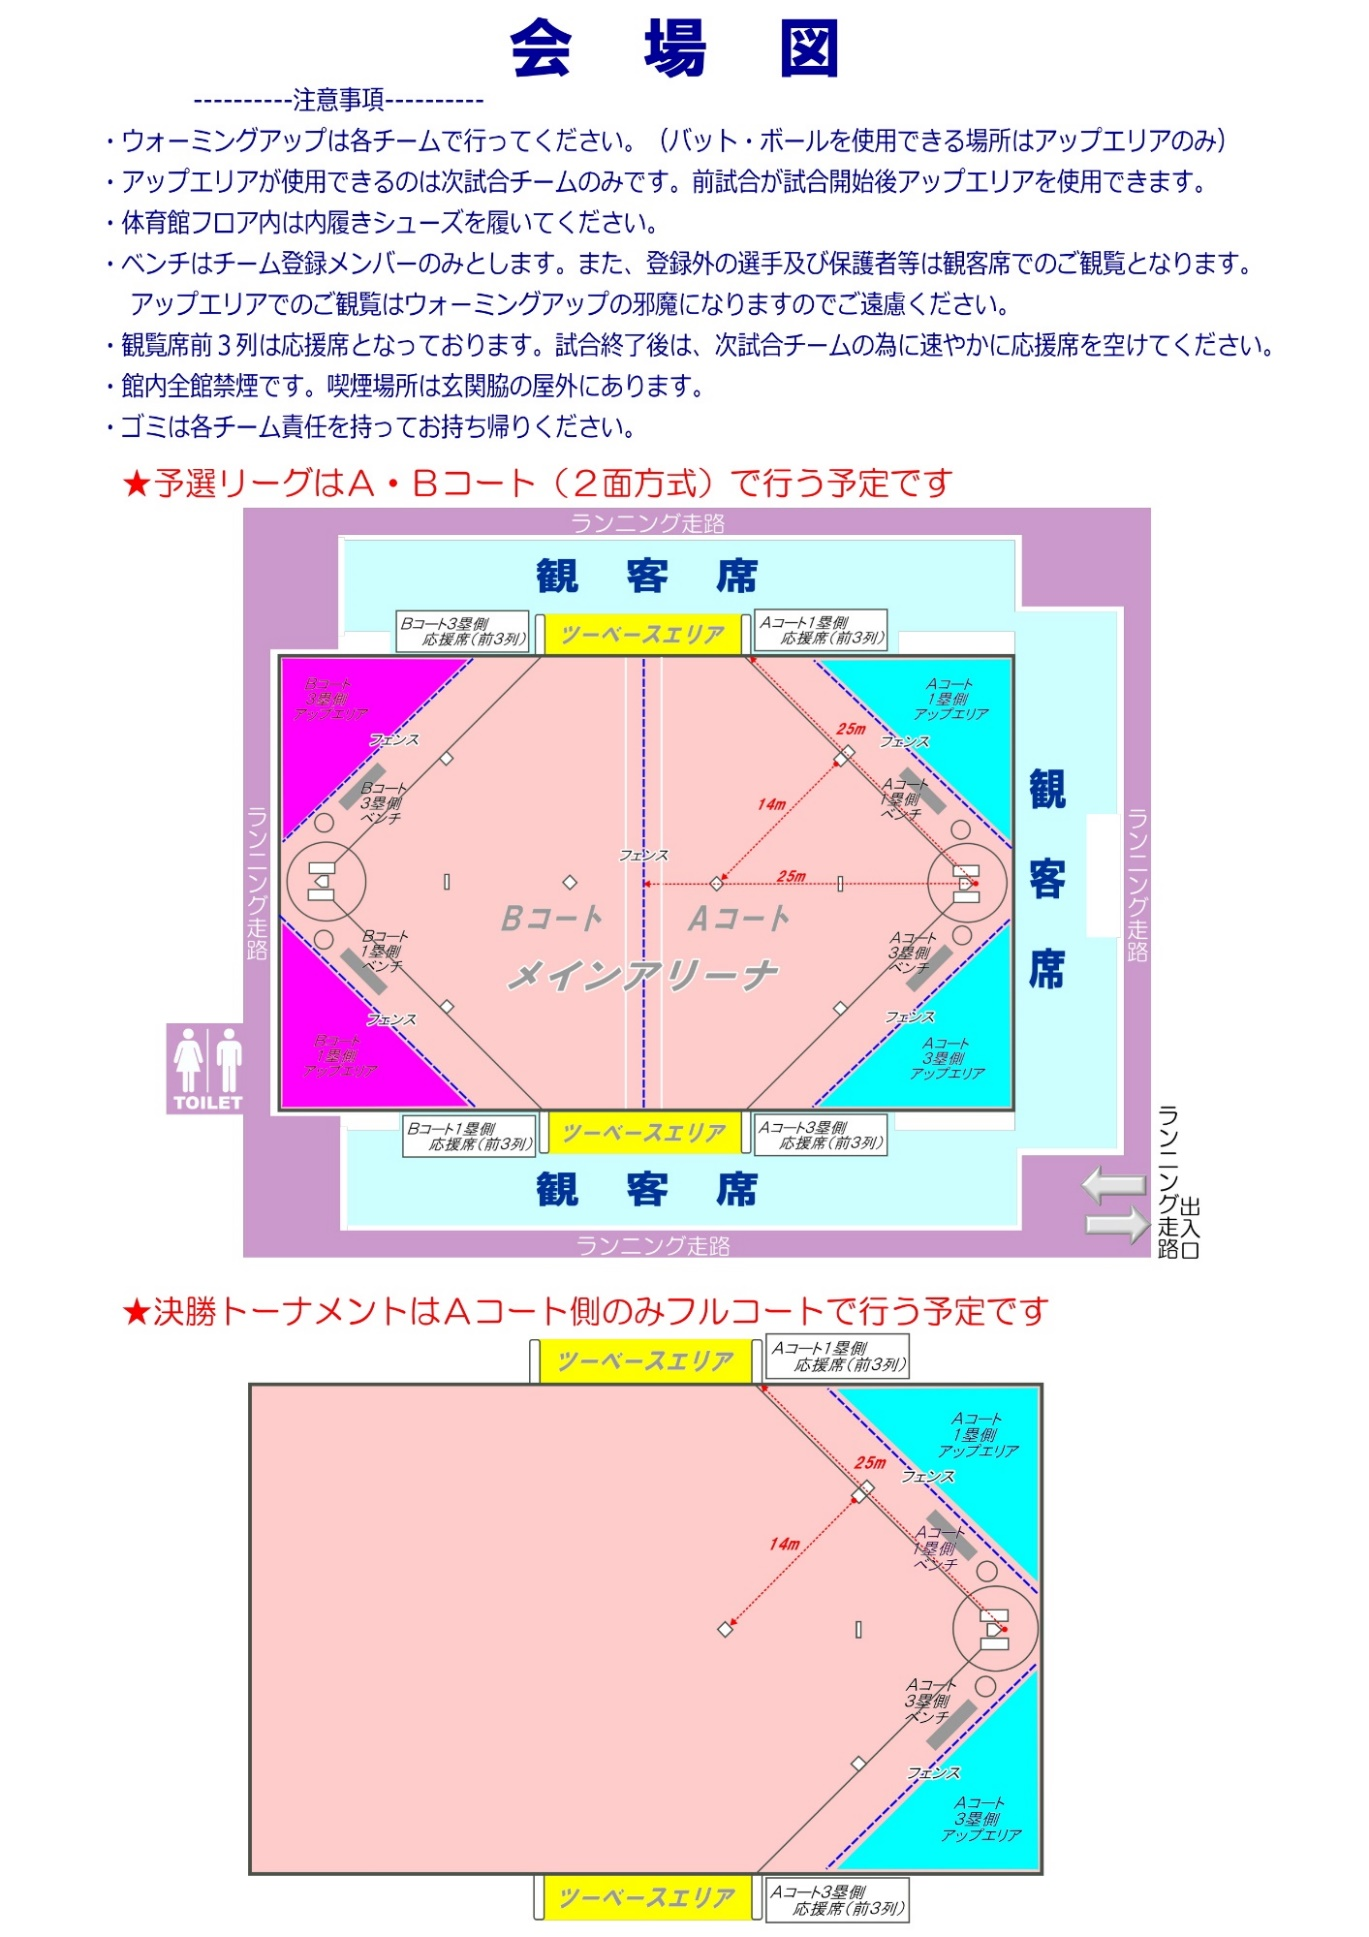 会場図
----------注意事項----------
・ウォーミングアップは各チームで行ってください。（バット・ボールを使用できる場所はアップエリアのみ）
・アップエリアが使用できるのは次試合チームのみです。前試合が試合開始後アップエリアを使用できます。
・体育館フロア内は内履きシューズを履いてください。
・ベンチはチーム登録メンバーのみとします。また、登録外の選手及び保護者等は観客席でのご観覧となります。
アップエリアでのご観覧はウォーミングアップの邪魔になりますのでご遠慮ください。
・観覧席前３列は応援席となっております。試合終了後は、次試合チームの為に速やかに応援席を空けてください。
・館内全館禁煙です。喫煙場所は玄関脇の屋外にあります。
・ゴミは各チーム責任を持ってお持ち帰りください。
★予選リーグはＡ・Ｂコート（２面方式）で行う予定です
ランニング走路
観客席
Bコート3塁側
応援席(前3列)
ツーベースエリア
Aコート1塁側
応援席(前3列)
Bコート
3塁側
アップエリア
Aコート
1塁側
アップエリア
フェンス
25m
フェンス
Bコート
3塁側
ベンチ
14m
Aコート
1塁側
ベンチ
観客席
ランニング走路
ランニング走路
フェンス
25m
Bコート
Aコート
メインアリーナ
Bコート
1塁側
ベンチ
Aコート
3塁側
ベンチ
フェンス
フェンス
Bコート
1塁側
アップエリア
Aコート
3塁側
アップエリア
TOILET
Bコート1塁側
応援席(前3列)
ツーベースエリア
Aコート3塁側
応援席(前3列)
観客席
ランニング走路
ランニング走路
出入口
★決勝トーナメントはＡコート側のみフルコートで行う予定です
ツーベースエリア
Aコート1塁側
応援席(前3列)
Aコート
1塁側
アップエリア
25m
フェンス
14m
Aコート
1塁側
ベンチ
Aコート
3塁側
ベンチ
フェンス
Aコート
3塁側
アップエリア
ツーベースエリア
Aコート3塁側
応援席(前3列)